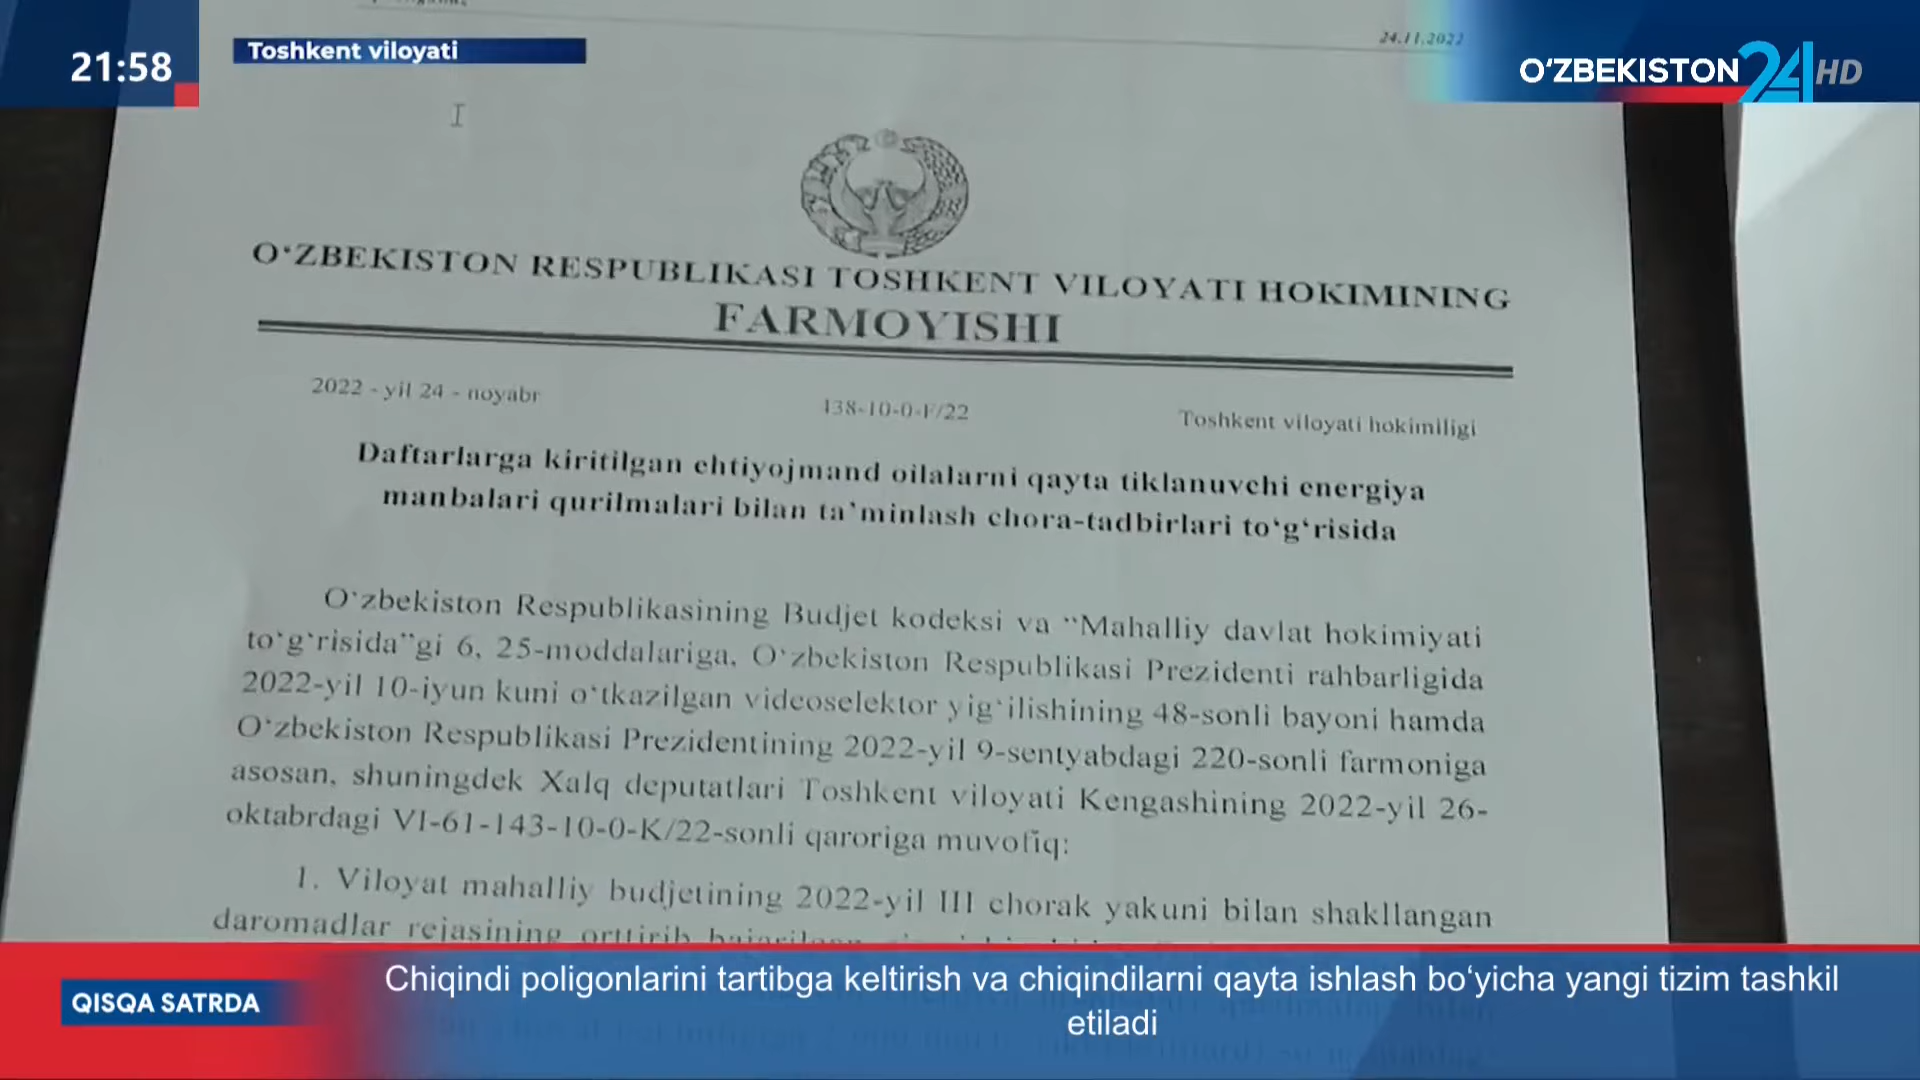 21:58
Toshkent viloyati
24.11.2022
O‘ZBEKISTON 24 HD
O‘ZBEKISTON RESPUBLIKASI TOSHKENT VILOYATI HOKIMINING
FARMOYISHI
2022 - yil 24 - noyabr
138-10-0-F/22
Toshkent viloyati hokimiligi
Daftarlarga kiritilgan ehtiyojmand oilalarni qayta tiklanuvchi energiya
manbalari qurilmalari bilan ta’minlash chora-tadbirlari to‘g‘risida
O‘zbekiston Respublikasining Budjet kodeksi va “Mahalliy davlat hokimiyati
to‘g‘risida”gi 6, 25-moddalariga, O‘zbekiston Respublikasi Prezidenti rahbarligida
2022-yil 10-iyun kuni o‘tkazilgan videoselektor yig‘ilishining 48-sonli bayoni hamda
O‘zbekiston Respublikasi Prezidentining 2022-yil 9-sentyabdagi 220-sonli farmoniga
asosan, shuningdek Xalq deputatlari Toshkent viloyati Kengashining 2022-yil 26-
oktabrdagi VI-61-143-10-0-K/22-sonli qaroriga muvofiq:
1. Viloyat mahalliy budjetining 2022-yil III chorak yakuni bilan shakllangan
daromadlar rejasining orttirib
QISQA SATRDA
Chiqindi poligonlarini tartibga keltirish va chiqindilarni qayta ishlash bo‘yicha yangi tizim tashkil
etiladi